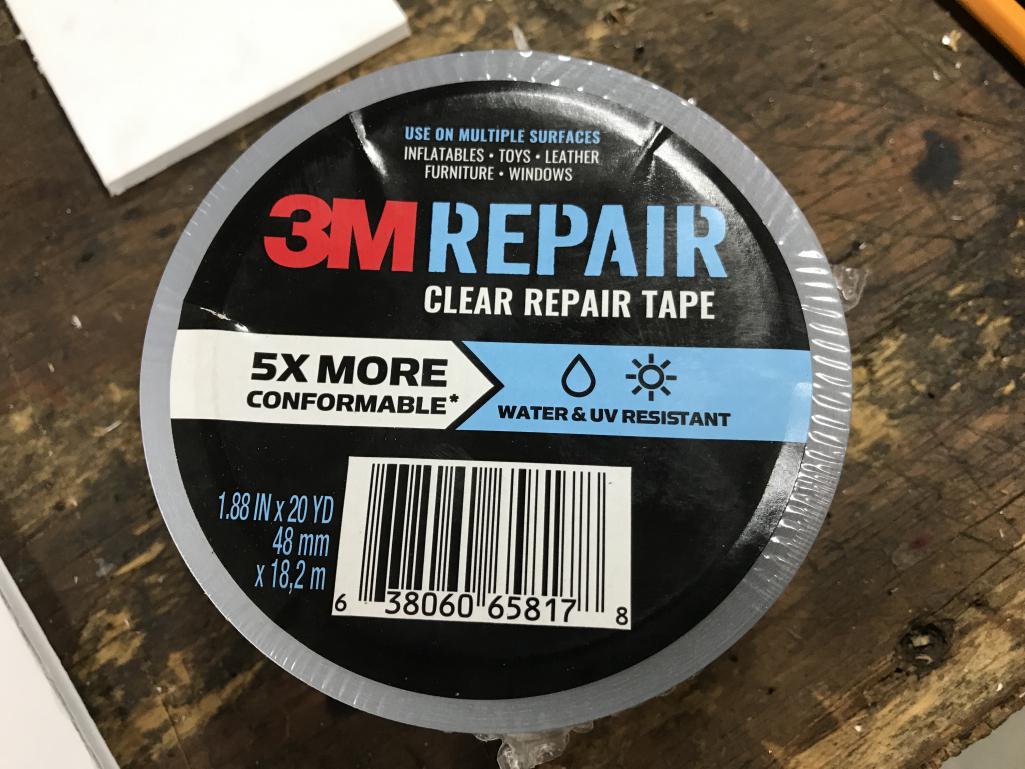 USE ON MULTIPLE SURFACES
INFLATABLES • TOYS • LEATHER
FURNITURE • WINDOWS
3M REPAIR
CLEAR REPAIR TAPE
5X MORE
CONFORMABLE*
WATER & UV RESISTANT
1.88 IN x 20 YD
48 mm
x 18,2 m
6 38060 65817 8